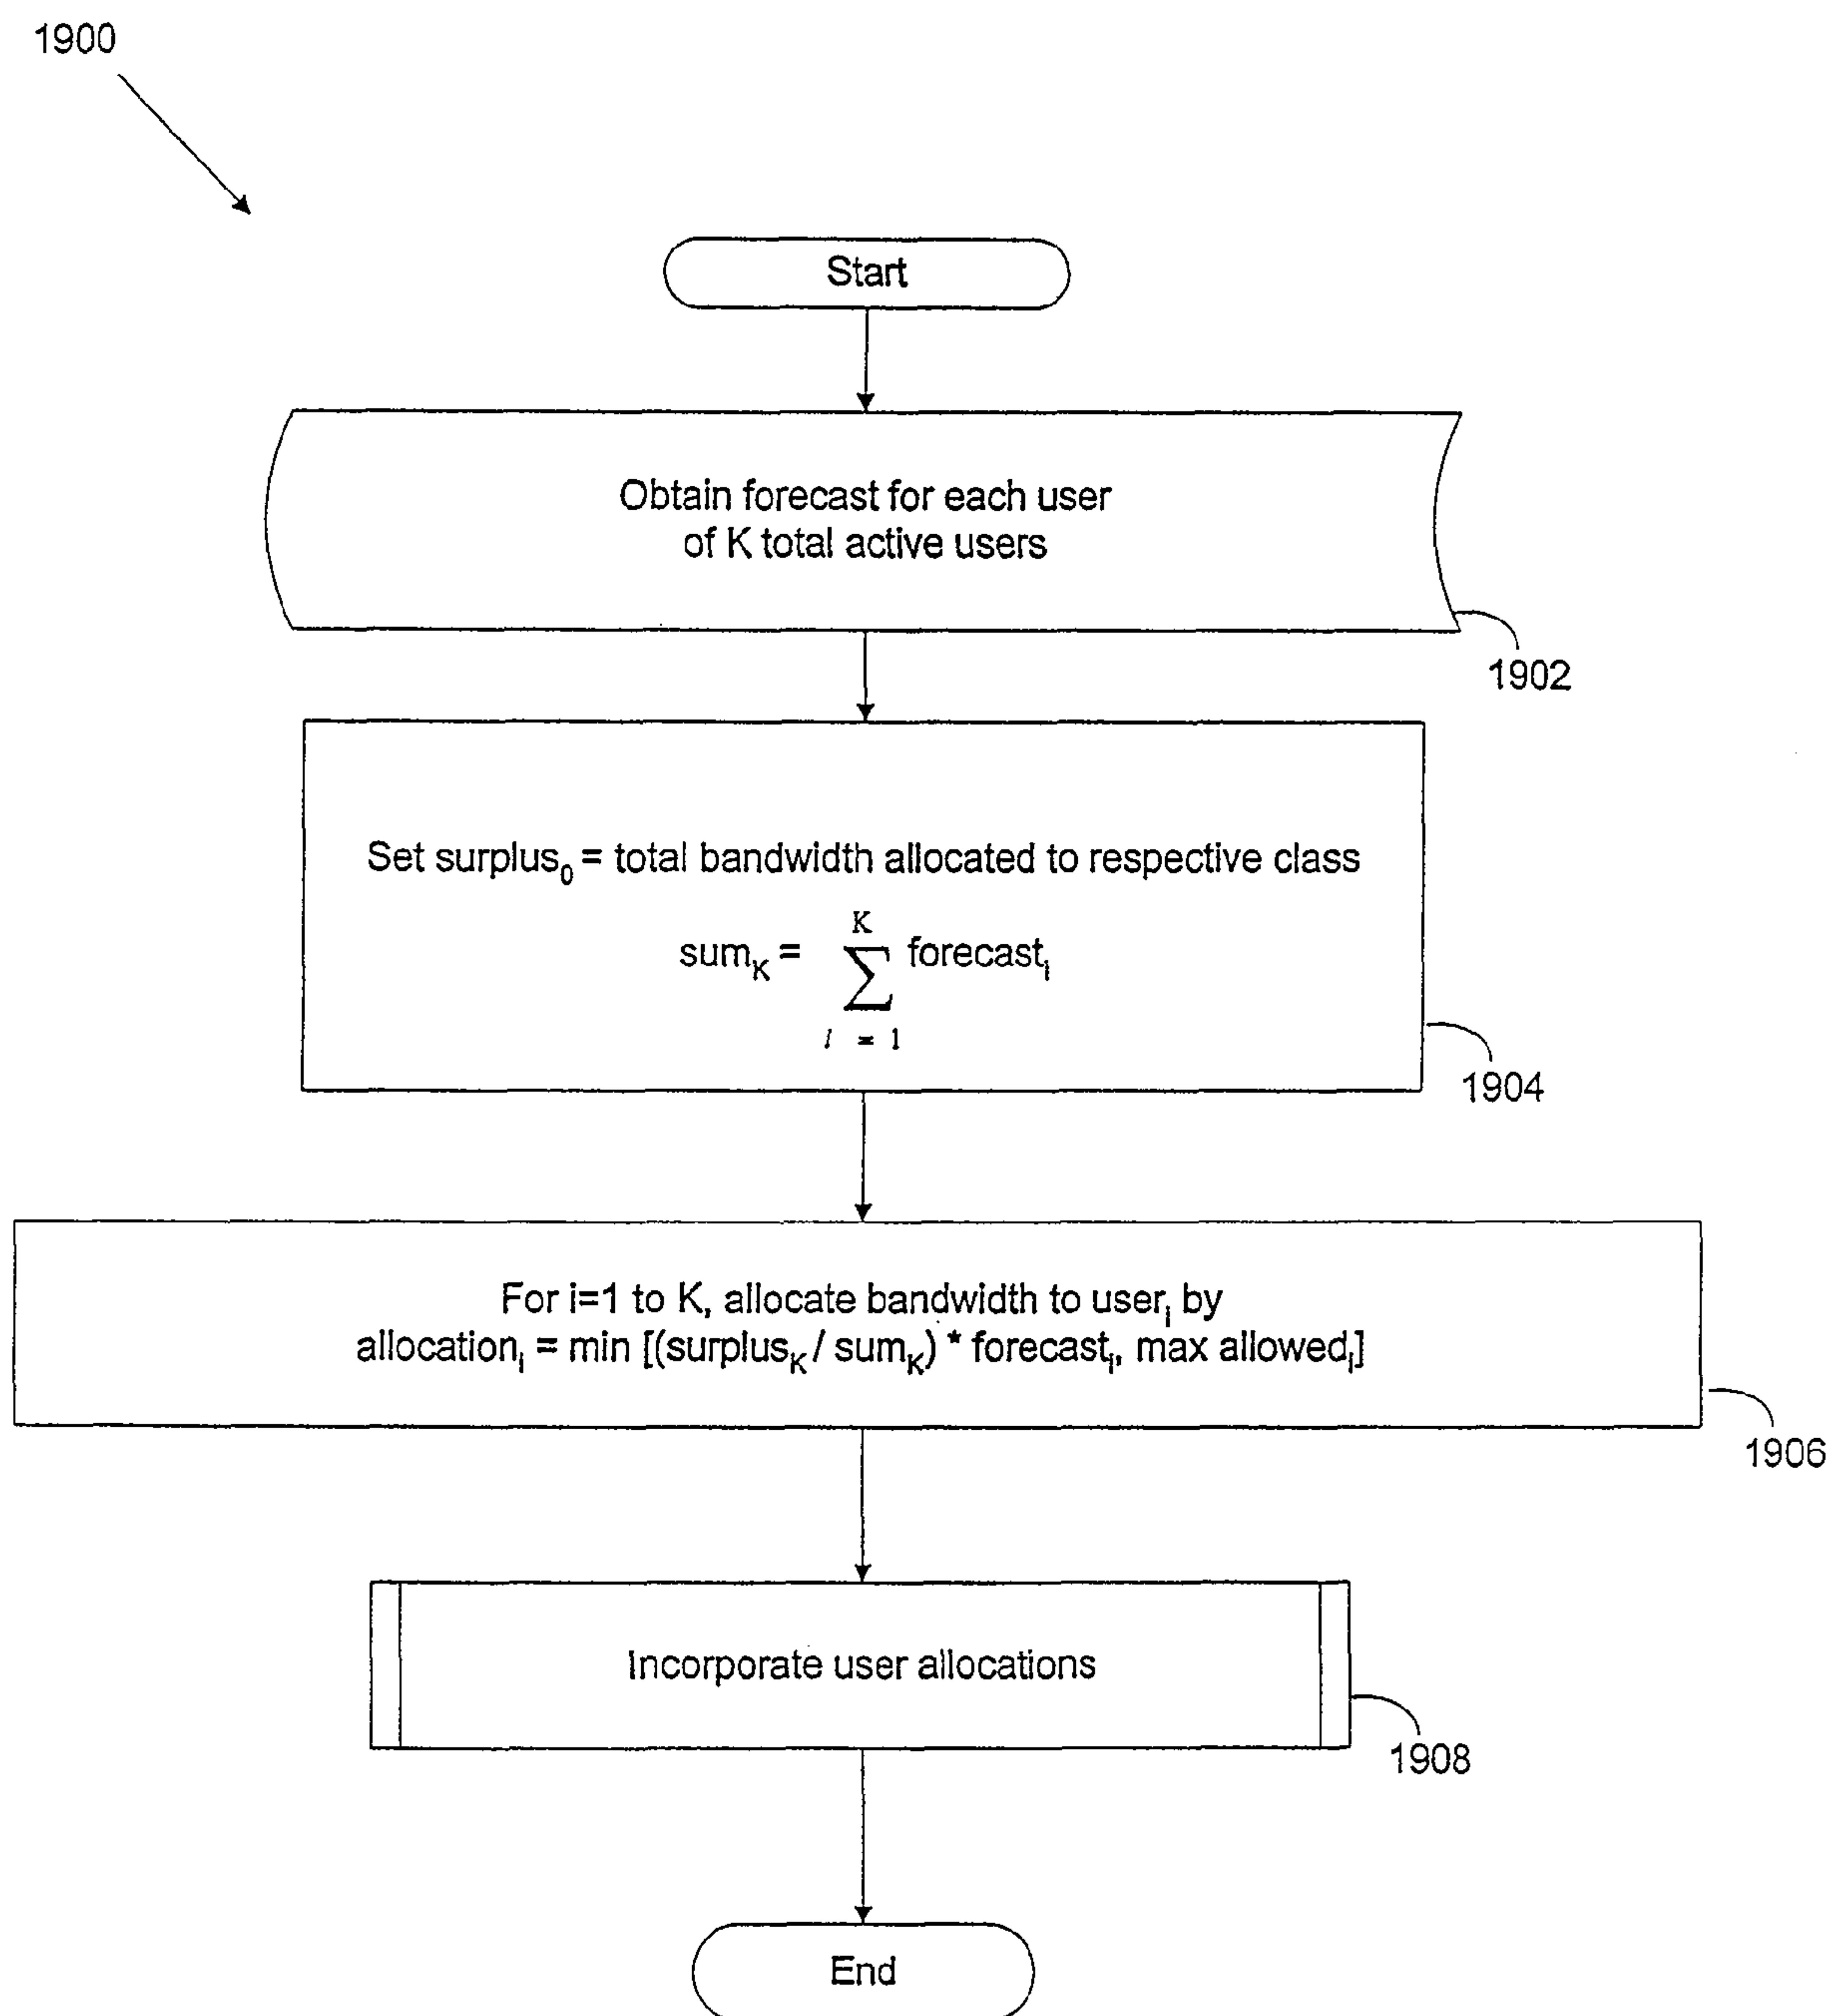 1900
Start
Obtain forecast for each user
of K total active users
1902
Set surplus₀ = total bandwidth allocated to respective class
K
sumₖ = ∑ forecastᵢ
i = 1
1904
For i=1 to K, allocate bandwidth to userᵢ by
allocationᵢ = min [(surplusₖ / sumₖ) * forecastᵢ, max allowedᵢ]
1906
Incorporate user allocations
1908
End